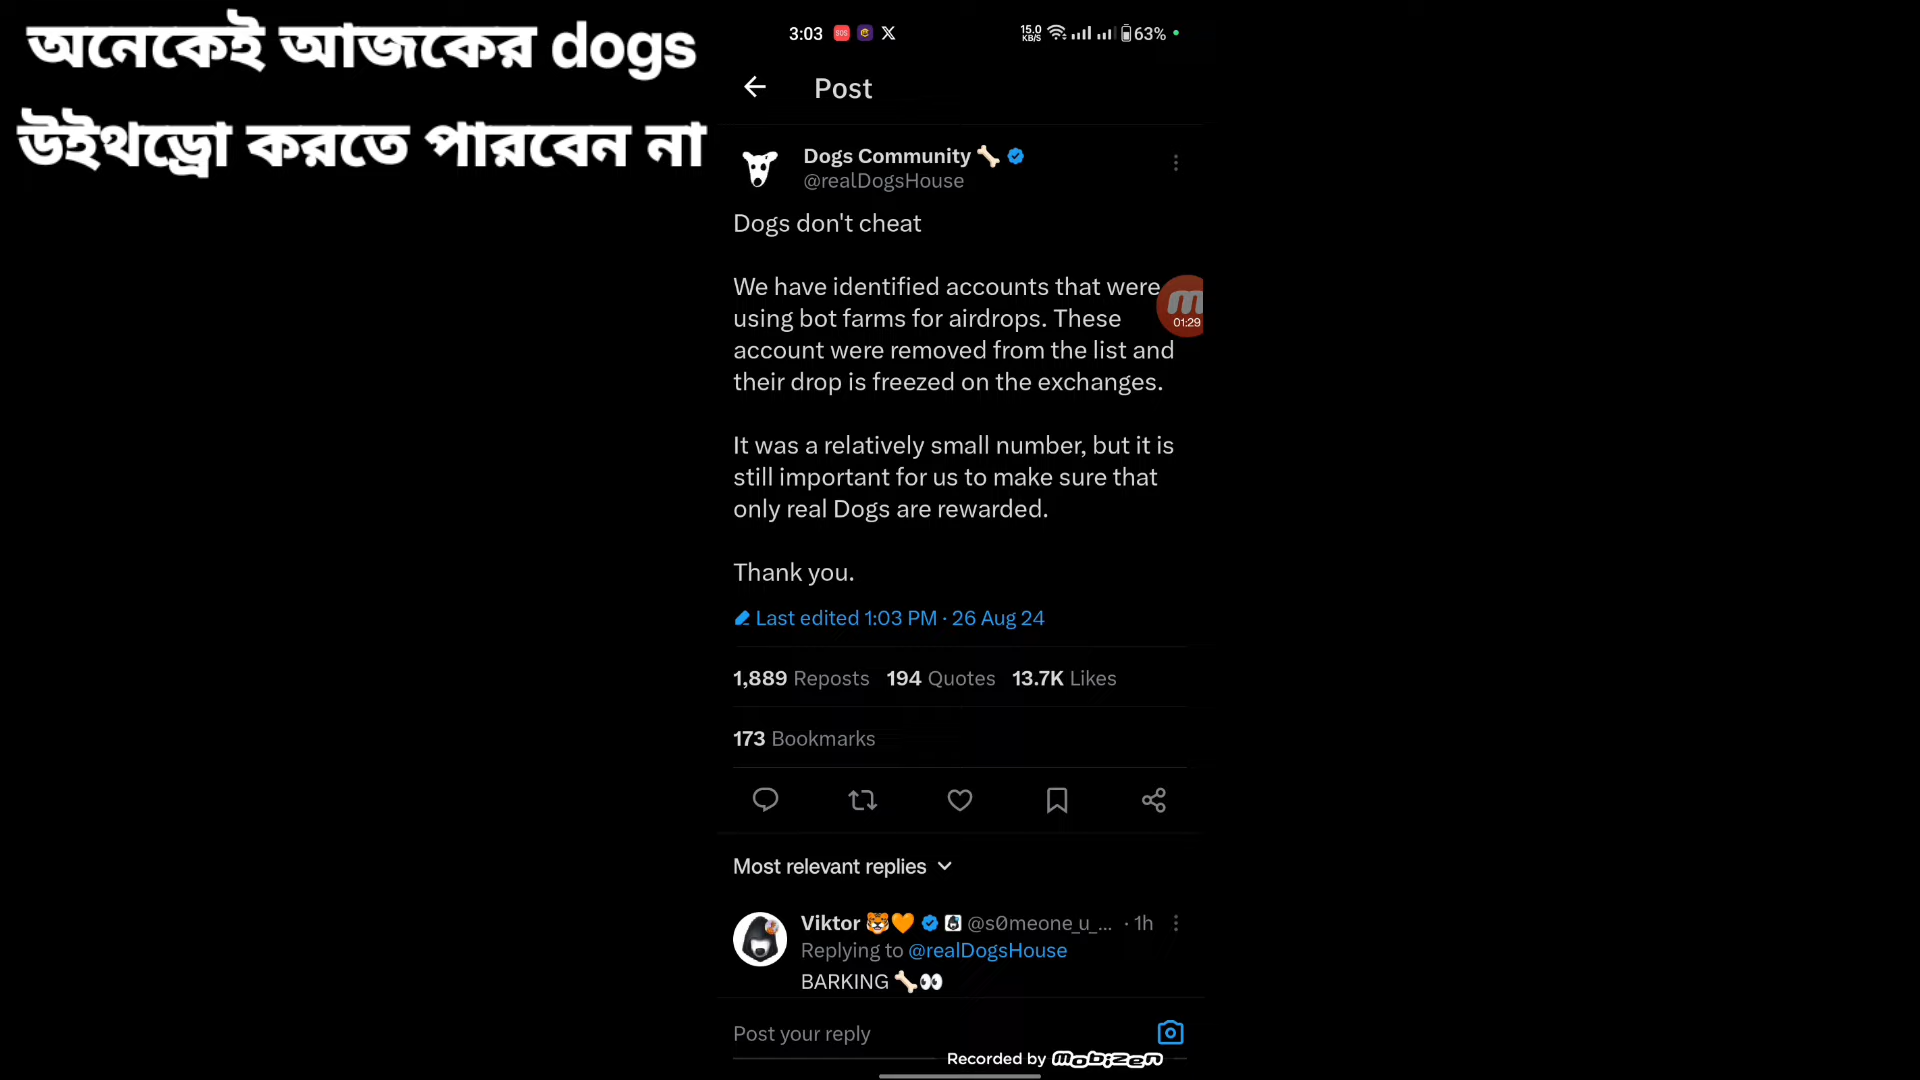 অনেকেই আজকের dogs
উইথড্রো করতে পারবেন না
3:03 SOS X 15.0 KB/S 63%
Post
Dogs Community
@realDogsHouse
Dogs don't cheat
We have identified accounts that were
using bot farms for airdrops. These
account were removed from the list and
their drop is freezed on the exchanges.
01:29
It was a relatively small number, but it is
still important for us to make sure that
only real Dogs are rewarded.
Thank you.
Last edited 1:03 PM · 26 Aug 24
1,889 Reposts 194 Quotes 13.7K Likes
173 Bookmarks
Most relevant replies
Viktor 🐯🧡 @s0meone_u_... · 1h
Replying to @realDogsHouse
BARKING 🦴👀
Post your reply
Recorded by mobizen